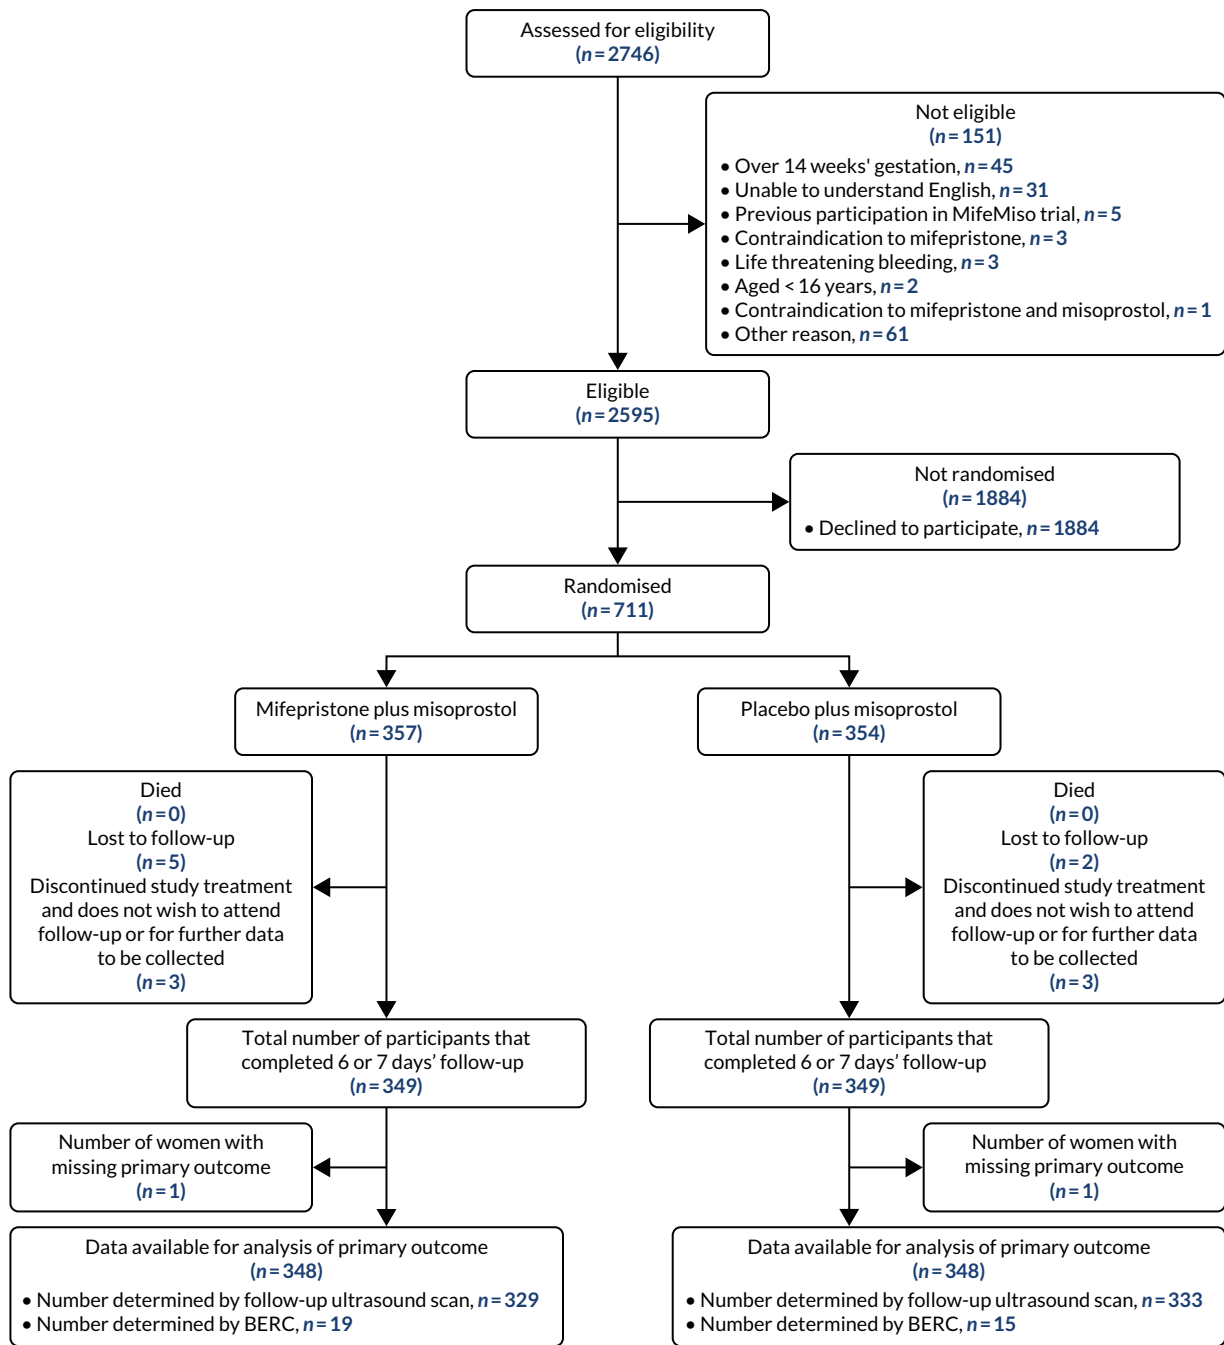 Assessed for eligibility
(n=2746)
Not eligible
(n=151)
• Over 14 weeks' gestation, n=45
• Unable to understand English, n=31
• Previous participation in MifeMiso trial, n=5
• Contraindication to mifepristone, n=3
• Life threatening bleeding, n=3
• Aged < 16 years, n=2
• Contraindication to mifepristone and misoprostol, n=1
• Other reason, n=61
Eligible
(n=2595)
Not randomised
(n=1884)
• Declined to participate, n=1884
Randomised
(n=711)
Mifepristone plus misoprostol
(n=357)
Placebo plus misoprostol
(n=354)
Died
(n=0)
Lost to follow-up
(n=5)
Discontinued study treatment
and does not wish to attend
follow-up or for further data
to be collected
(n=3)
Died
(n=0)
Lost to follow-up
(n=2)
Discontinued study treatment
and does not wish to attend
follow-up or for further data
to be collected
(n=3)
Total number of participants that
completed 6 or 7 days’ follow-up
(n=349)
Total number of participants that
completed 6 or 7 days’ follow-up
(n=349)
Number of women with
missing primary outcome
(n=1)
Number of women with
missing primary outcome
(n=1)
Data available for analysis of primary outcome
(n=348)
• Number determined by follow-up ultrasound scan, n=329
• Number determined by BERC, n=19
Data available for analysis of primary outcome
(n=348)
• Number determined by follow-up ultrasound scan, n=333
• Number determined by BERC, n=15